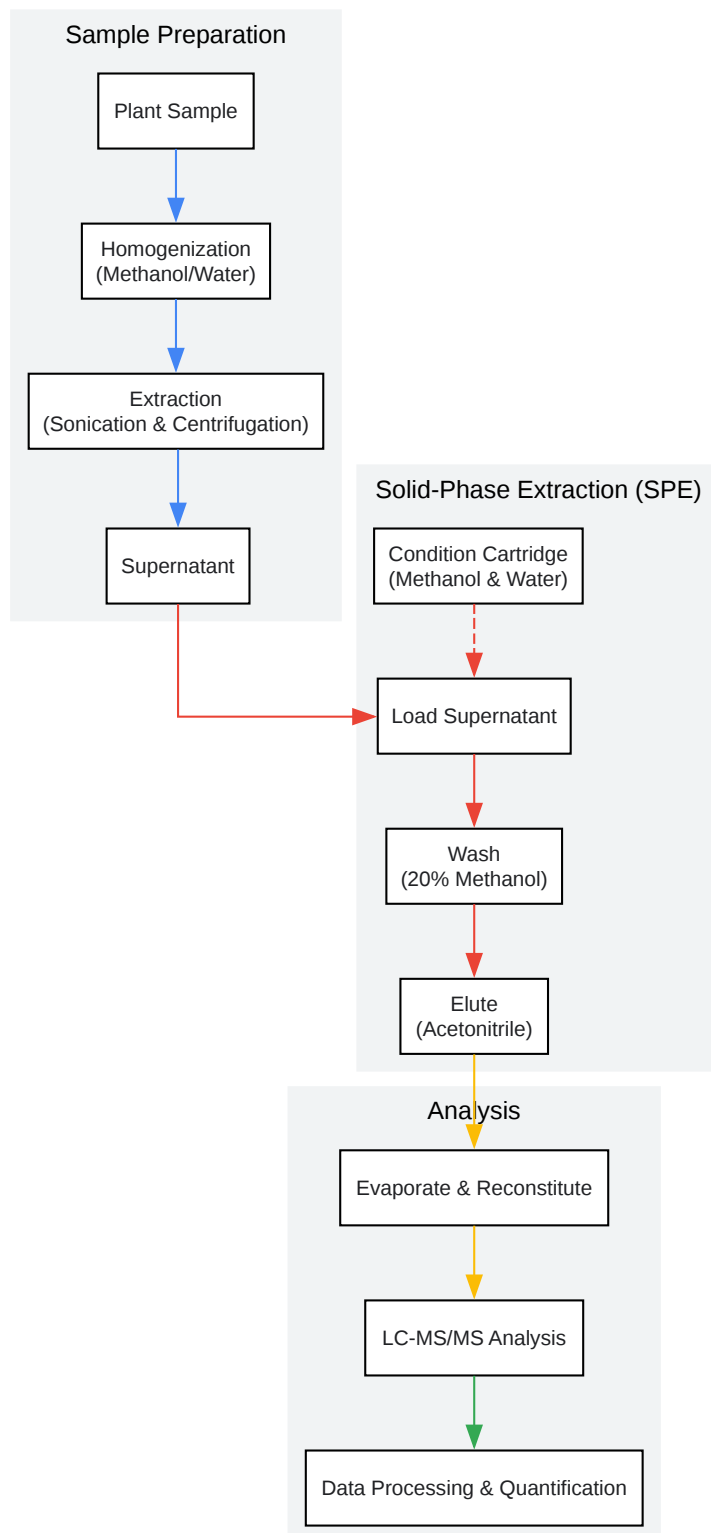 Sample Preparation
Plant Sample
Homogenization
(Methanol/Water)
Extraction
(Sonication & Centrifugation)
Supernatant
Solid-Phase Extraction (SPE)
Condition Cartridge
(Methanol & Water)
Load Supernatant
Wash
(20% Methanol)
Elute
(Acetonitrile)
Analysis
Evaporate & Reconstitute
LC-MS/MS Analysis
Data Processing & Quantification